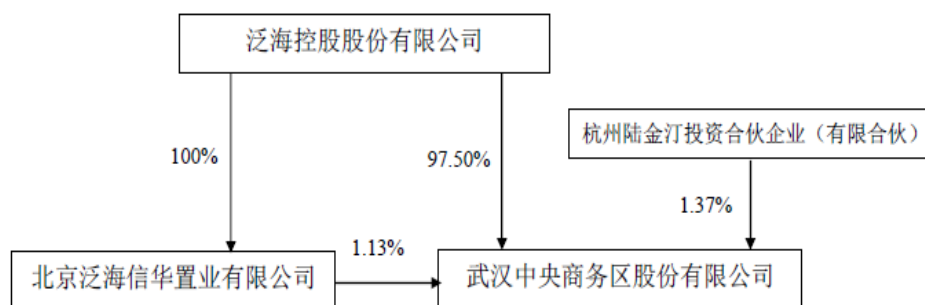 泛海控股股份有限公司
杭州陆金汀投资合伙企业（有限合伙）
100%
97.50%
1.37%
1.13%
北京泛海信华置业有限公司
武汉中央商务区股份有限公司